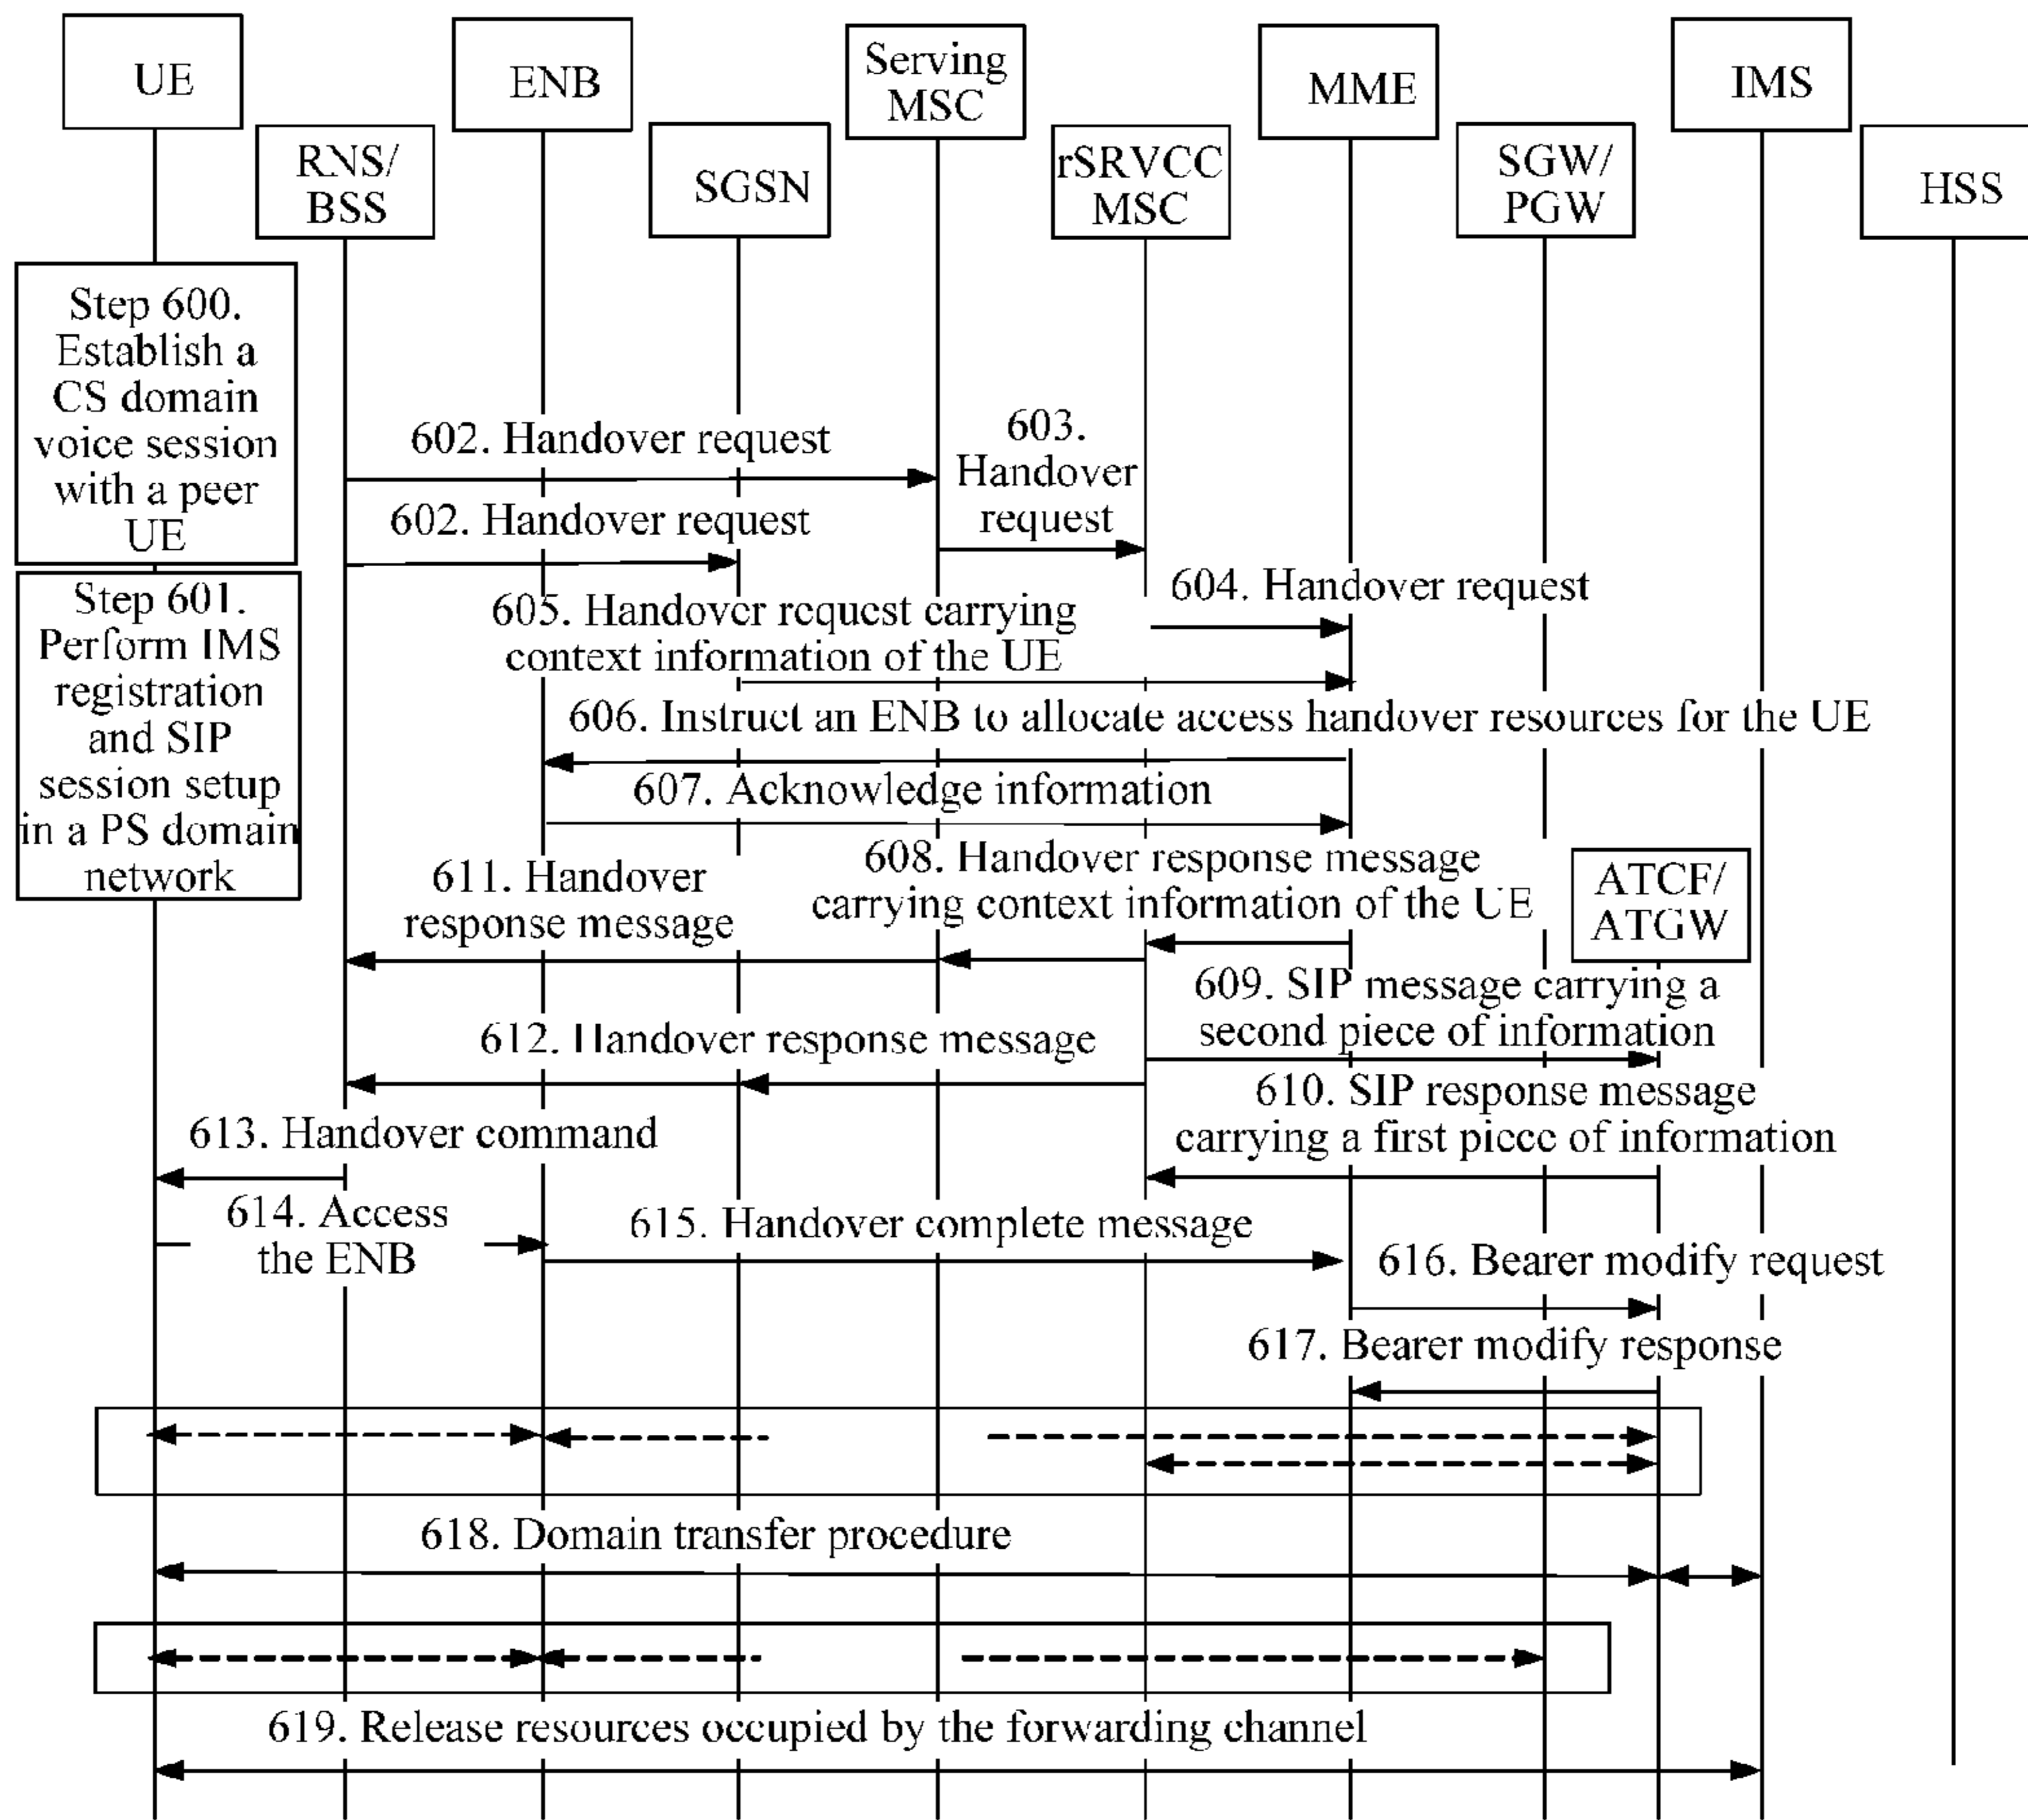 UE
ENB
Serving
MSC
MME
IMS
RNS/
BSS
SGSN
rSRVCC
MSC
SGW/
PGW
HSS
Step 600.
Establish a
CS domain
voice session
with a peer
UE
602. Handover request
603.
Handover
request
602. Handover request
Step 601.
Perform IMS
registration
and SIP
session setup
in a PS domain
network
604. Handover request
605. Handover request carrying
context information of the UE
606. Instruct an ENB to allocate access handover resources for the UE
607. Acknowledge information
608. Handover response message
carrying context information of the UE
ATCF/
ATGW
611. Handover
response message
609. SIP message carrying a
second piece of information
612. Handover response message
610. SIP response message
carrying a first piece of information
613. Handover command
614. Access
the ENB
615. Handover complete message
616. Bearer modify request
617. Bearer modify response
618. Domain transfer procedure
619. Release resources occupied by the forwarding channel